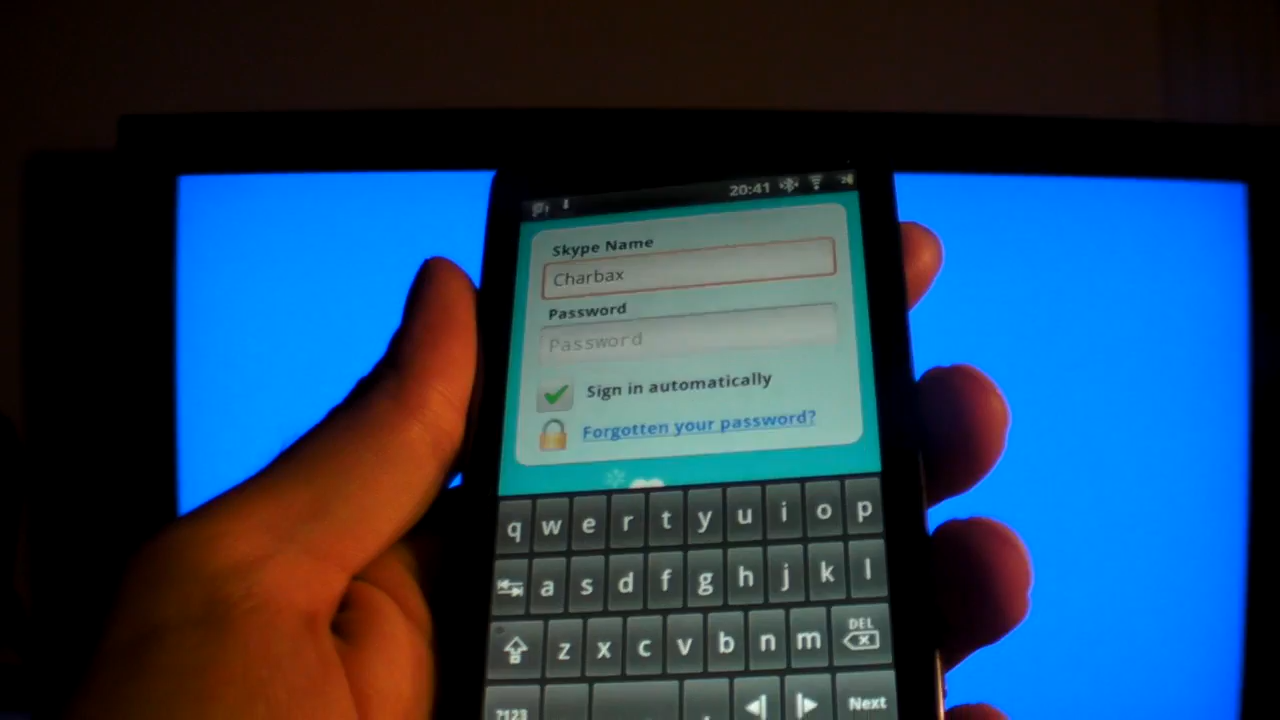 20:41
Skype Name
Charbax
Password
Password
Sign in automatically
Forgotten your password?
q w e r t y u i o p
a s d f g h j k l
z x c v b n m DEL
?123 . Next